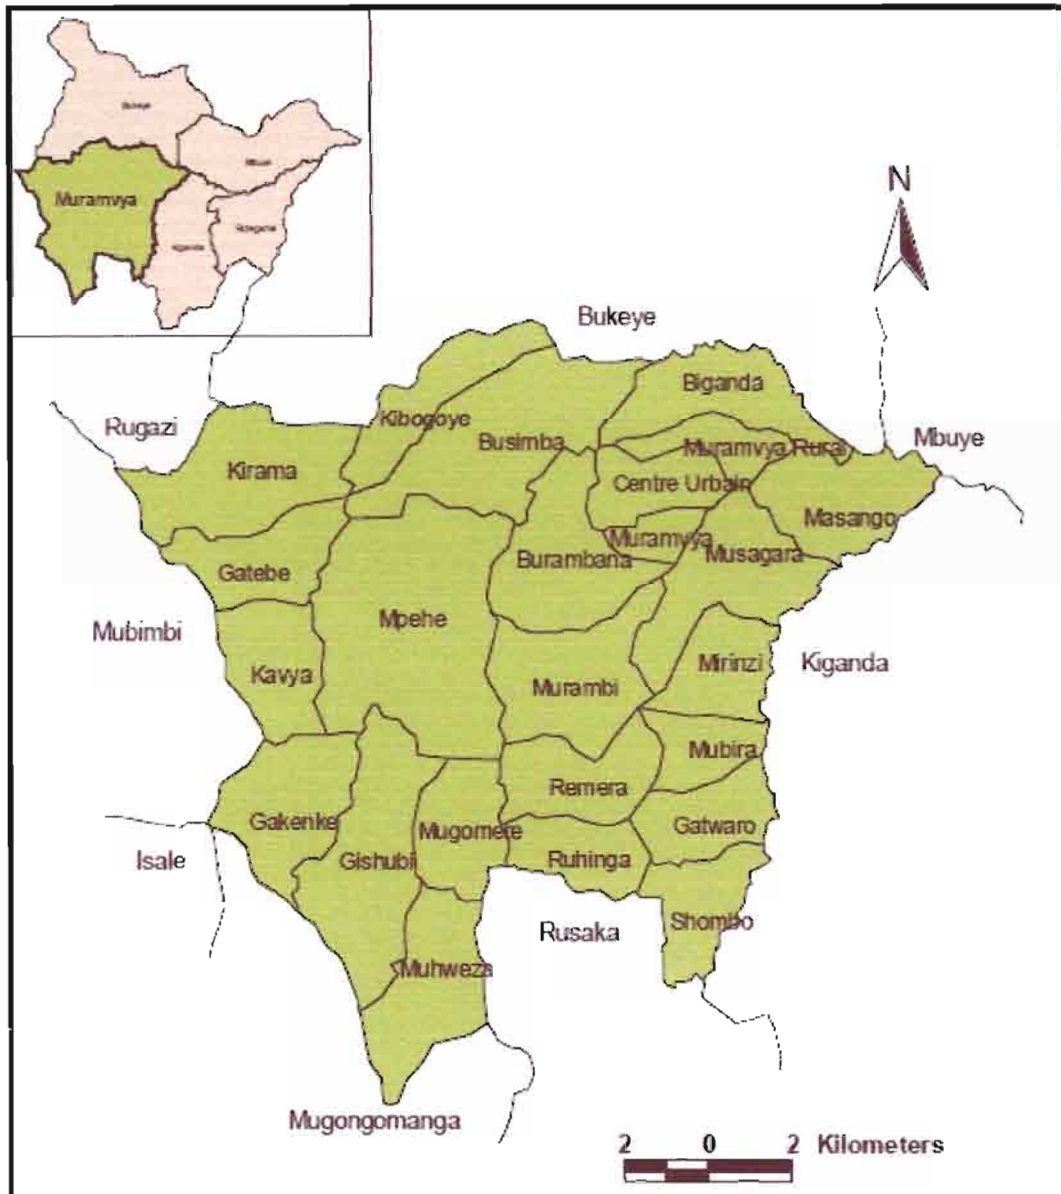 Muramvya
N
Bukeye
Biganda
Kibogoye
Rugazi
Busimba
Muramvya Rural
Mbuye
Kirama
Centre Urbain
Masango
Muramvya
Musagara
Burambana
Gatebe
Mpehe
Mubimbi
Kavya
Murambi
Mirinzi
Kiganda
Mubira
Remera
Gakenke
Mugomere
Gatwaro
Isale
Gishubi
Ruhinga
Shombo
Rusaka
Muhweza
Mugongomanga
2 0 2 Kilometers